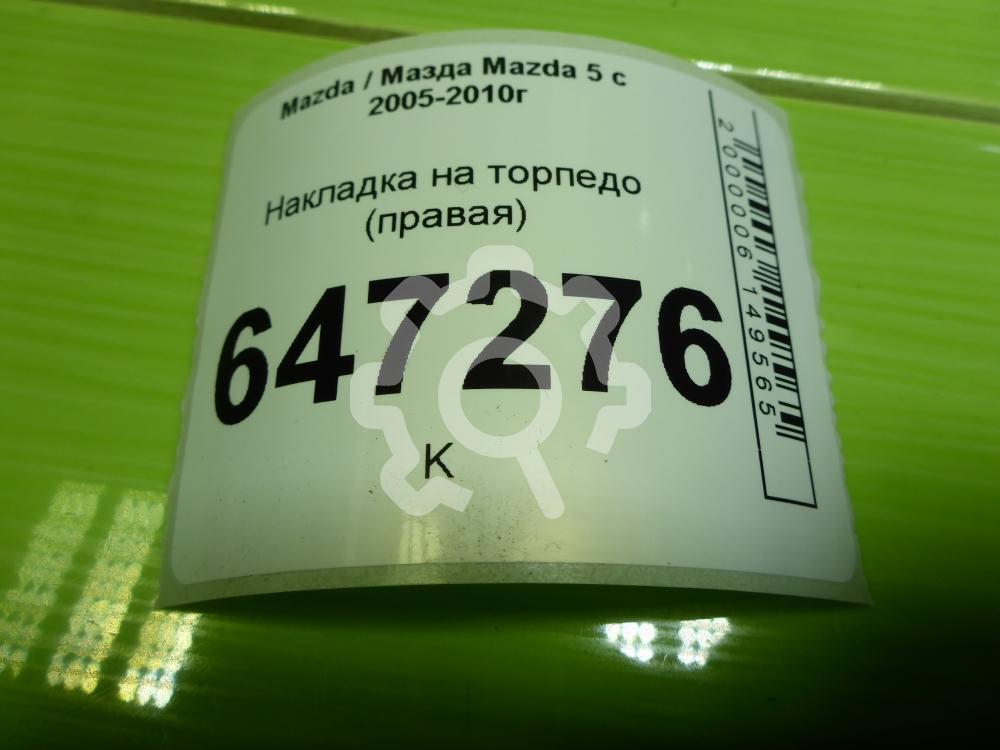 Mazda / Мазда Mazda 5 с
2005-2010г
Накладка на торпедо
(правая)
647276
К
2000006149565